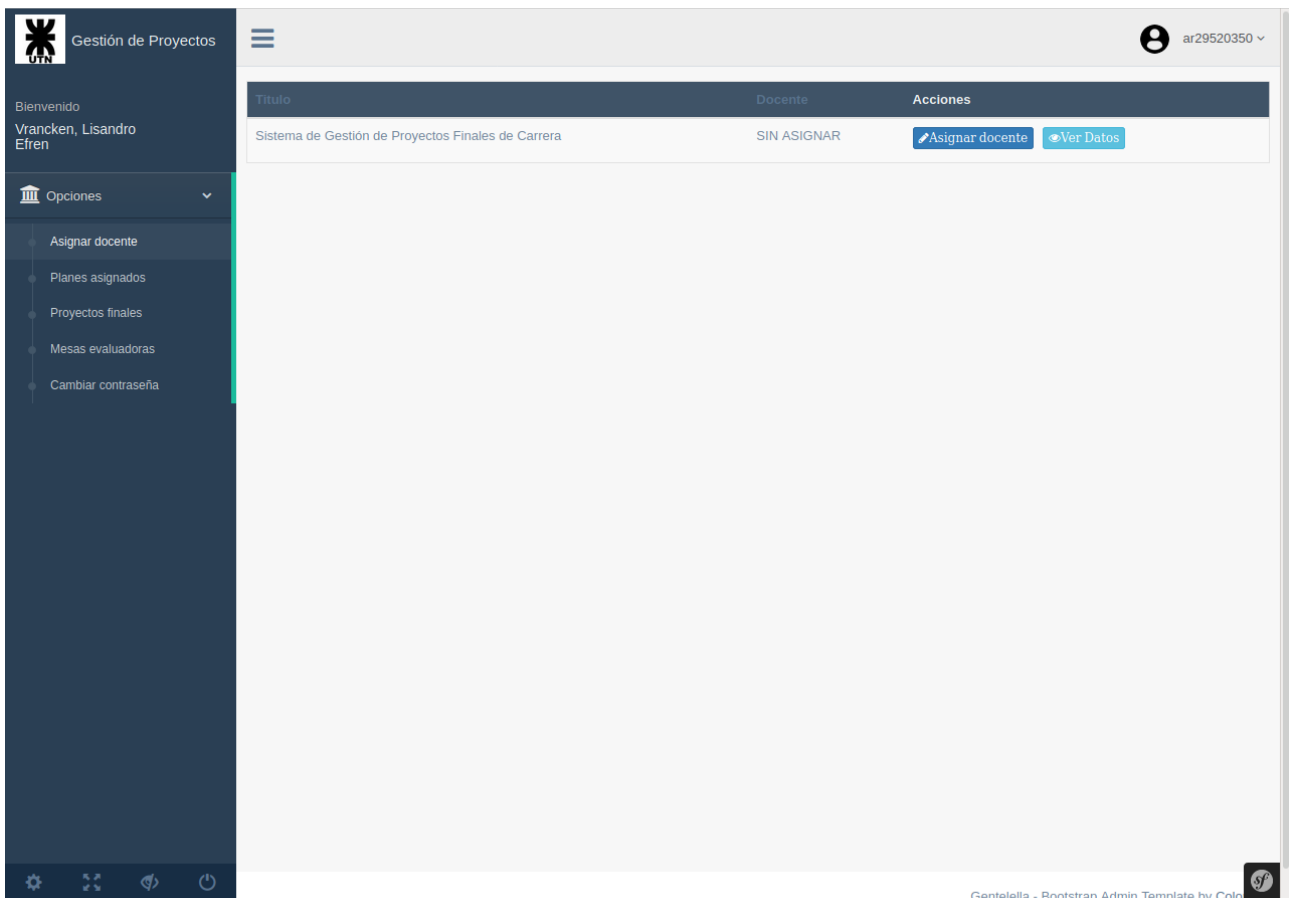 UTN
Gestión de Proyectos
ar29520350
Bienvenido
Vrancken, Lisandro
Efren
Opciones
Asignar docente
Planes asignados
Proyectos finales
Mesas evaluadoras
Cambiar contraseña
Título Docente Acciones
Sistema de Gestión de Proyectos Finales de Carrera SIN ASIGNAR Asignar docente Ver Datos
Gentelella - Bootstrap Admin Template by Colo
sf